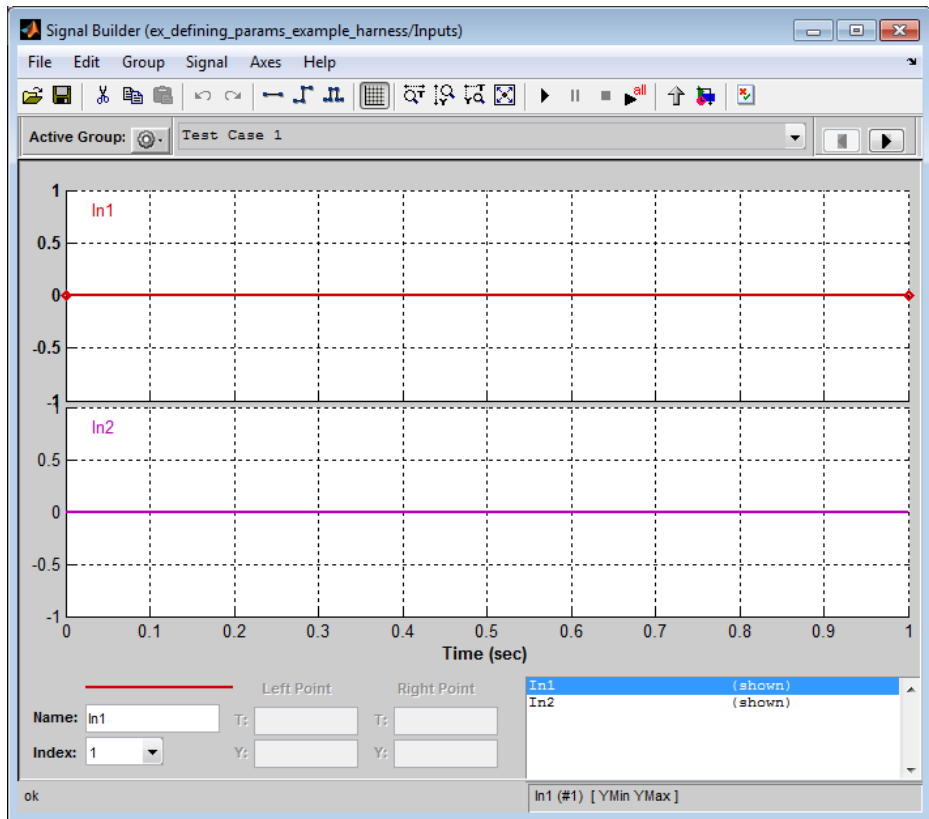 Signal Builder (ex_defining_params_example_harness/Inputs)
File Edit Group Signal Axes Help
all
Active Group: Test Case 1
1
In1
0.5
0
-0.5
-1
1
In2
0.5
0
-0.5
-1
0 0.1 0.2 0.3 0.4 0.5 0.6 0.7 0.8 0.9 1
Time (sec)
Left Point Right Point
Name: In1
T: T:
Index: 1
Y: Y:
In1 (shown)
In2 (shown)
ok
In1 (#1) [ YMin YMax ]